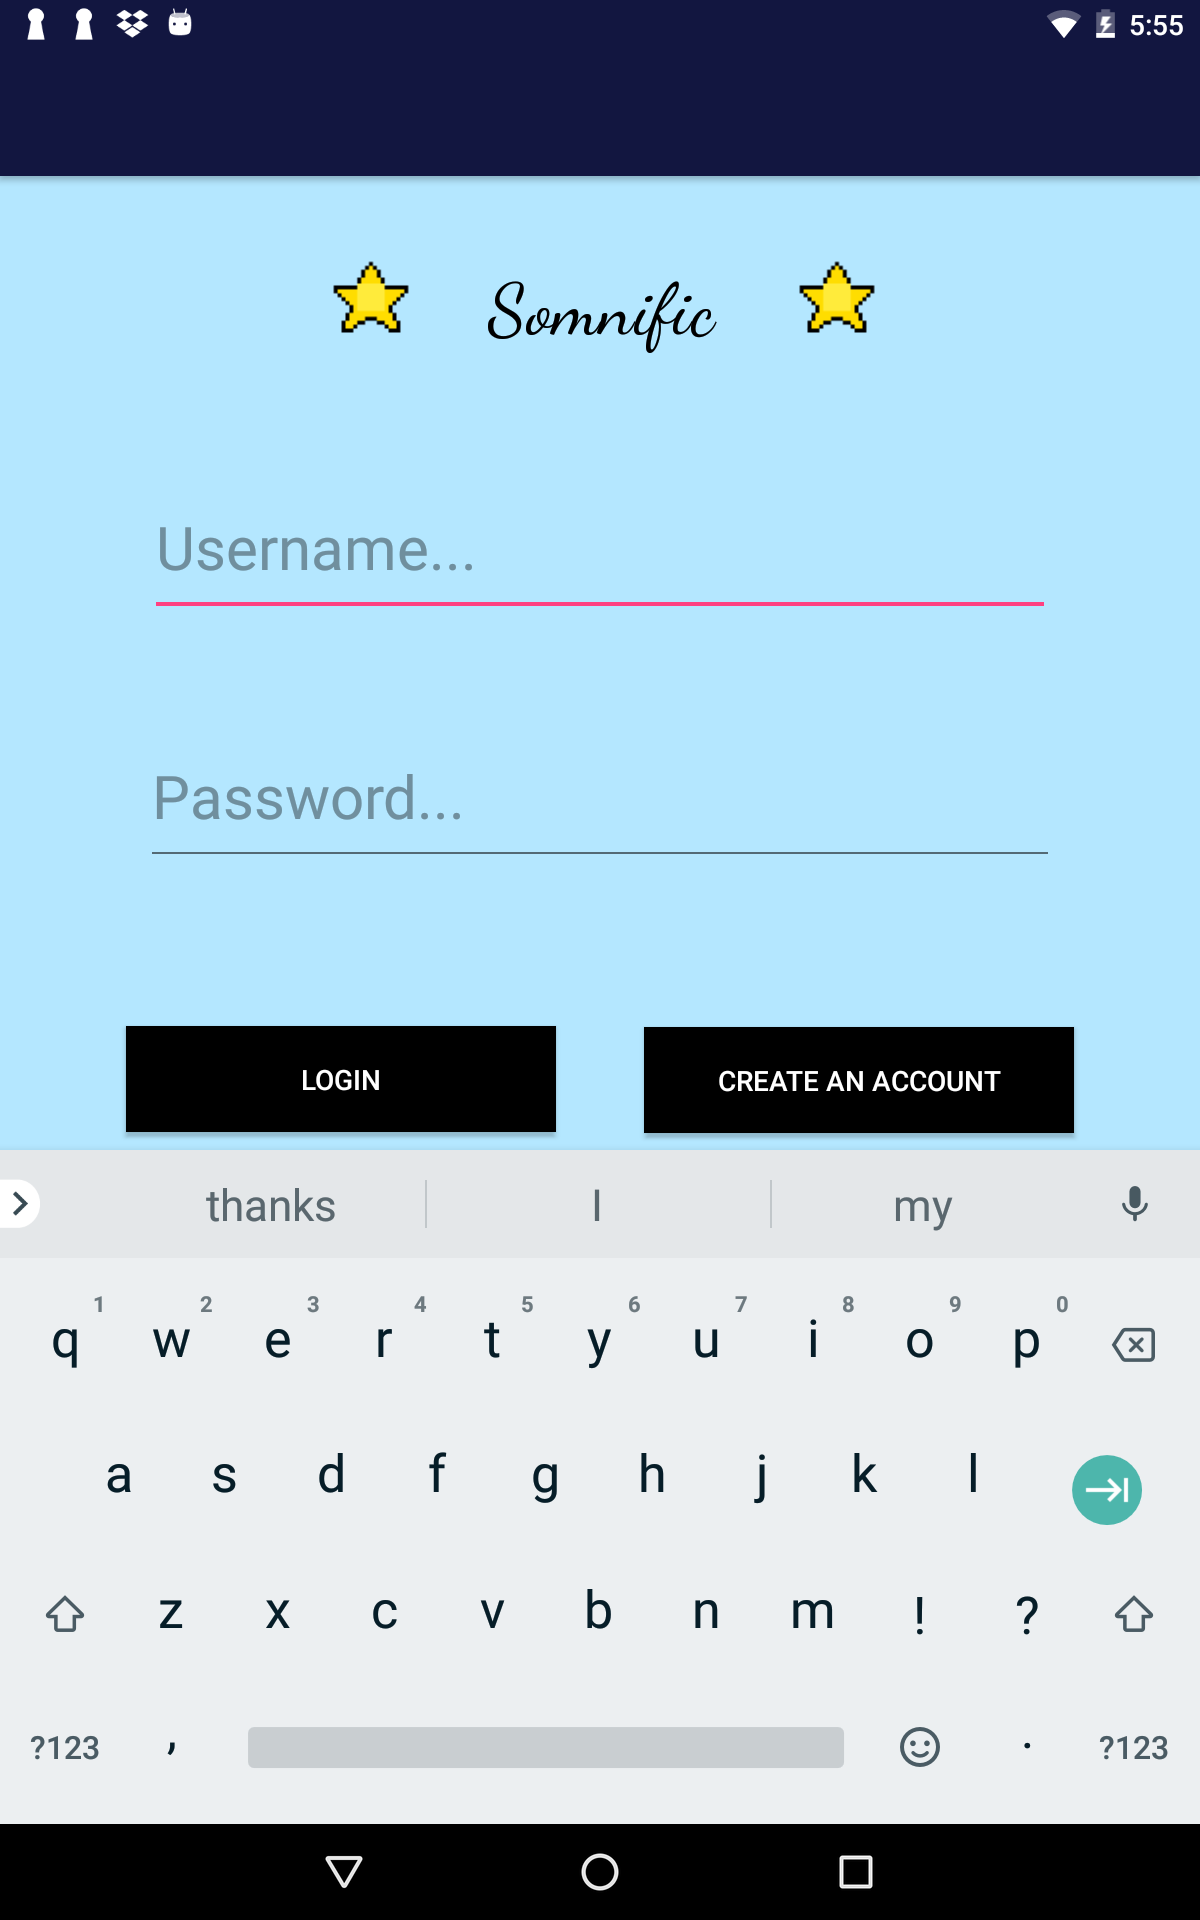 5:55
Somnific
Username...
Password...
LOGIN CREATE AN ACCOUNT
thanks I my
1 2 3 4 5 6 7 8 9 0
q w e r t y u i o p
a s d f g h j k l
z x c v b n m ! ?
?123 , . ?123